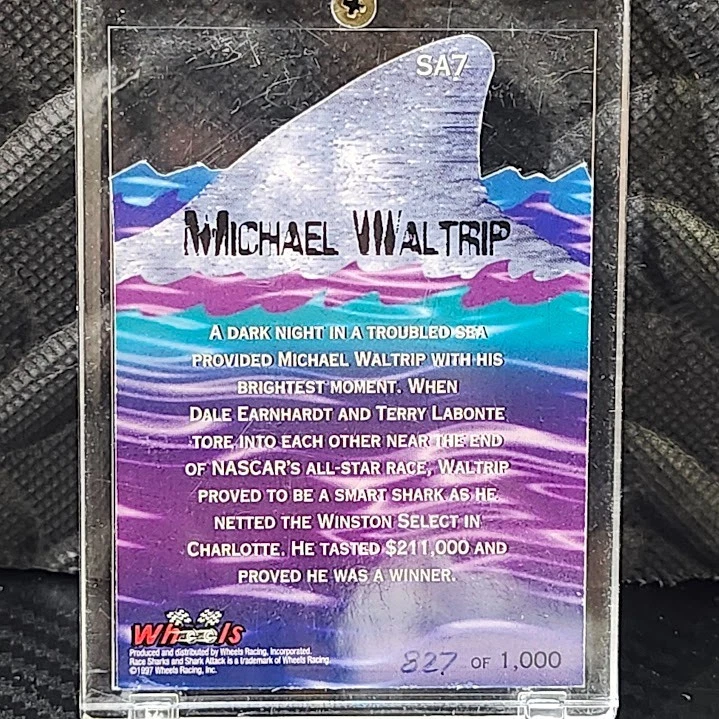 SA7
MICHAEL WALTRIP
A DARK NIGHT IN A TROUBLED SEA
PROVIDED MICHAEL WALTRIP WITH HIS
BRIGHTEST MOMENT. WHEN
DALE EARNHARDT AND TERRY LABONTE
TORE INTO EACH OTHER NEAR THE END
OF NASCAR'S ALL-STAR RACE, WALTRIP
PROVED TO BE A SMART SHARK AS HE
NETTED THE WINSTON SELECT IN
CHARLOTTE. HE TASTED $211,000 AND
PROVED HE WAS A WINNER.
Wheels
Produced and distributed by Wheels Racing, Incorporated.
Race Sharks and Shark Attack is a trademark of Wheels Racing.
©1997 Wheels Racing, Inc.
827 OF 1,000